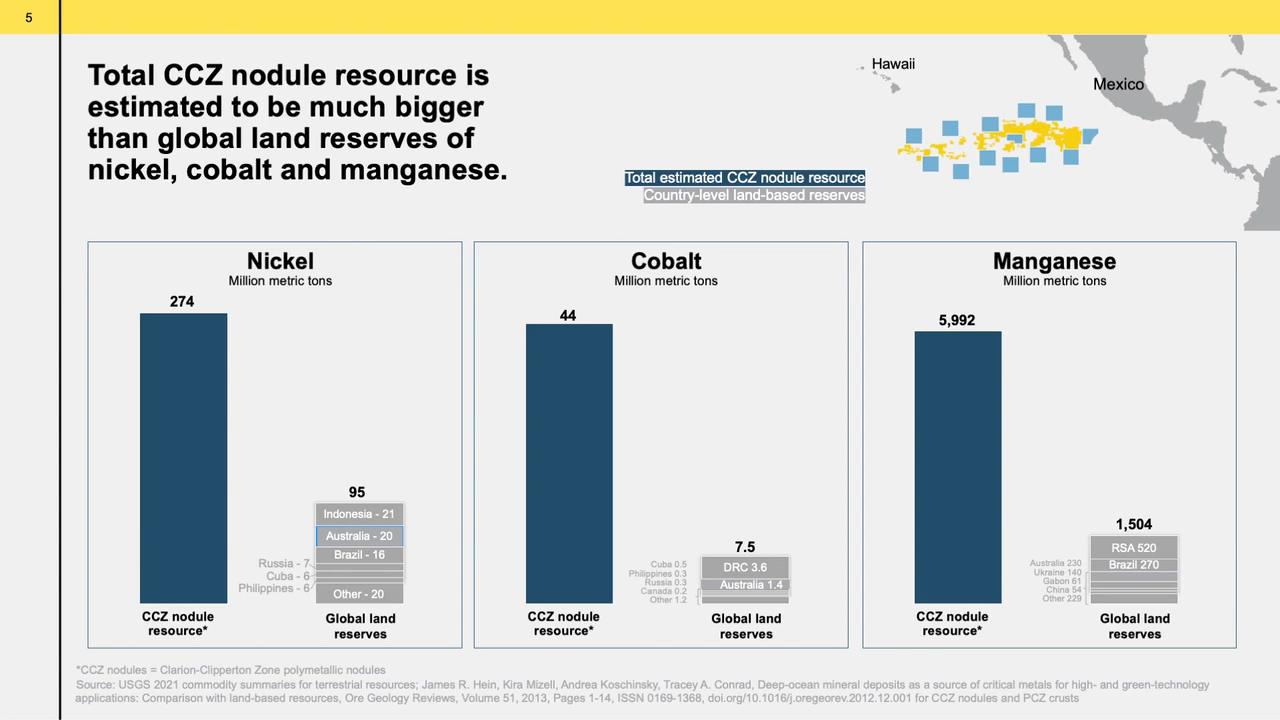 5
Total CCZ nodule resource is
estimated to be much bigger
than global land reserves of
nickel, cobalt and manganese.
Hawaii
Mexico
Total estimated CCZ nodule resource
Country-level land-based reserves
Nickel
Million metric tons
274
95
Indonesia - 21
Australia - 20
Brazil - 16
Russia - 7
Cuba - 6
Philippines - 6
Other - 20
CCZ nodule
resource*
Global land
reserves
Cobalt
Million metric tons
44
7.5
DRC 3.6
Australia 1.4
Cuba 0.5
Philippines 0.3
Russia 0.3
Canada 0.2
Other 1.2
CCZ nodule
resource*
Global land
reserves
Manganese
Million metric tons
5,992
1,504
RSA 520
Brazil 270
Australia 230
Ukraine 140
Gabon 61
China 54
Other 229
CCZ nodule
resource*
Global land
reserves
*CCZ nodules = Clarion-Clipperton Zone polymetallic nodules
Source: USGS 2021 commodity summaries for terrestrial resources; James R. Hein, Kira Mizell, Andrea Koschinsky, Tracey A. Conrad, Deep-ocean mineral deposits as a source of critical metals for high- and green-technology
applications: Comparison with land-based resources, Ore Geology Reviews, Volume 51, 2013, Pages 1-14, ISSN 0169-1368, doi.org/10.1016/j.oregeorev.2012.12.001 for CCZ nodules and PCZ crusts